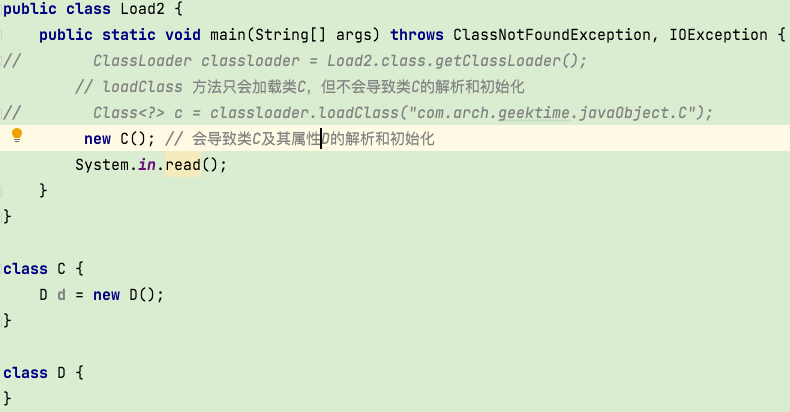 public class Load2 {
    public static void main(String[] args) throws ClassNotFoundException, IOException {
//        ClassLoader classloader = Load2.class.getClassLoader();
        // loadClass 方法只会加载类C，但不会导致类C的解析和初始化
//        Class<?> c = classloader.loadClass("com.arch.geektime.javaObject.C");
         new C(); // 会导致类C及其属性D的解析和初始化
        System.in.read();
    }
}
class C {
    D d = new D();
}
class D {
}